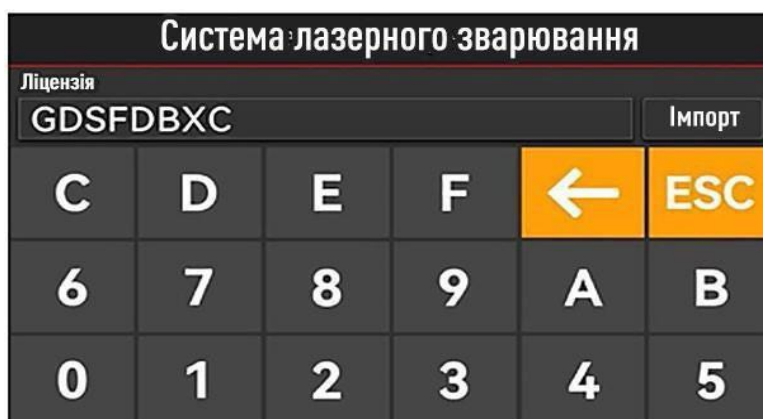 Система лазерного зварювання
Ліцензія
GDSFDBXC Імпорт
C D E F ← ESC
6 7 8 9 A B
0 1 2 3 4 5